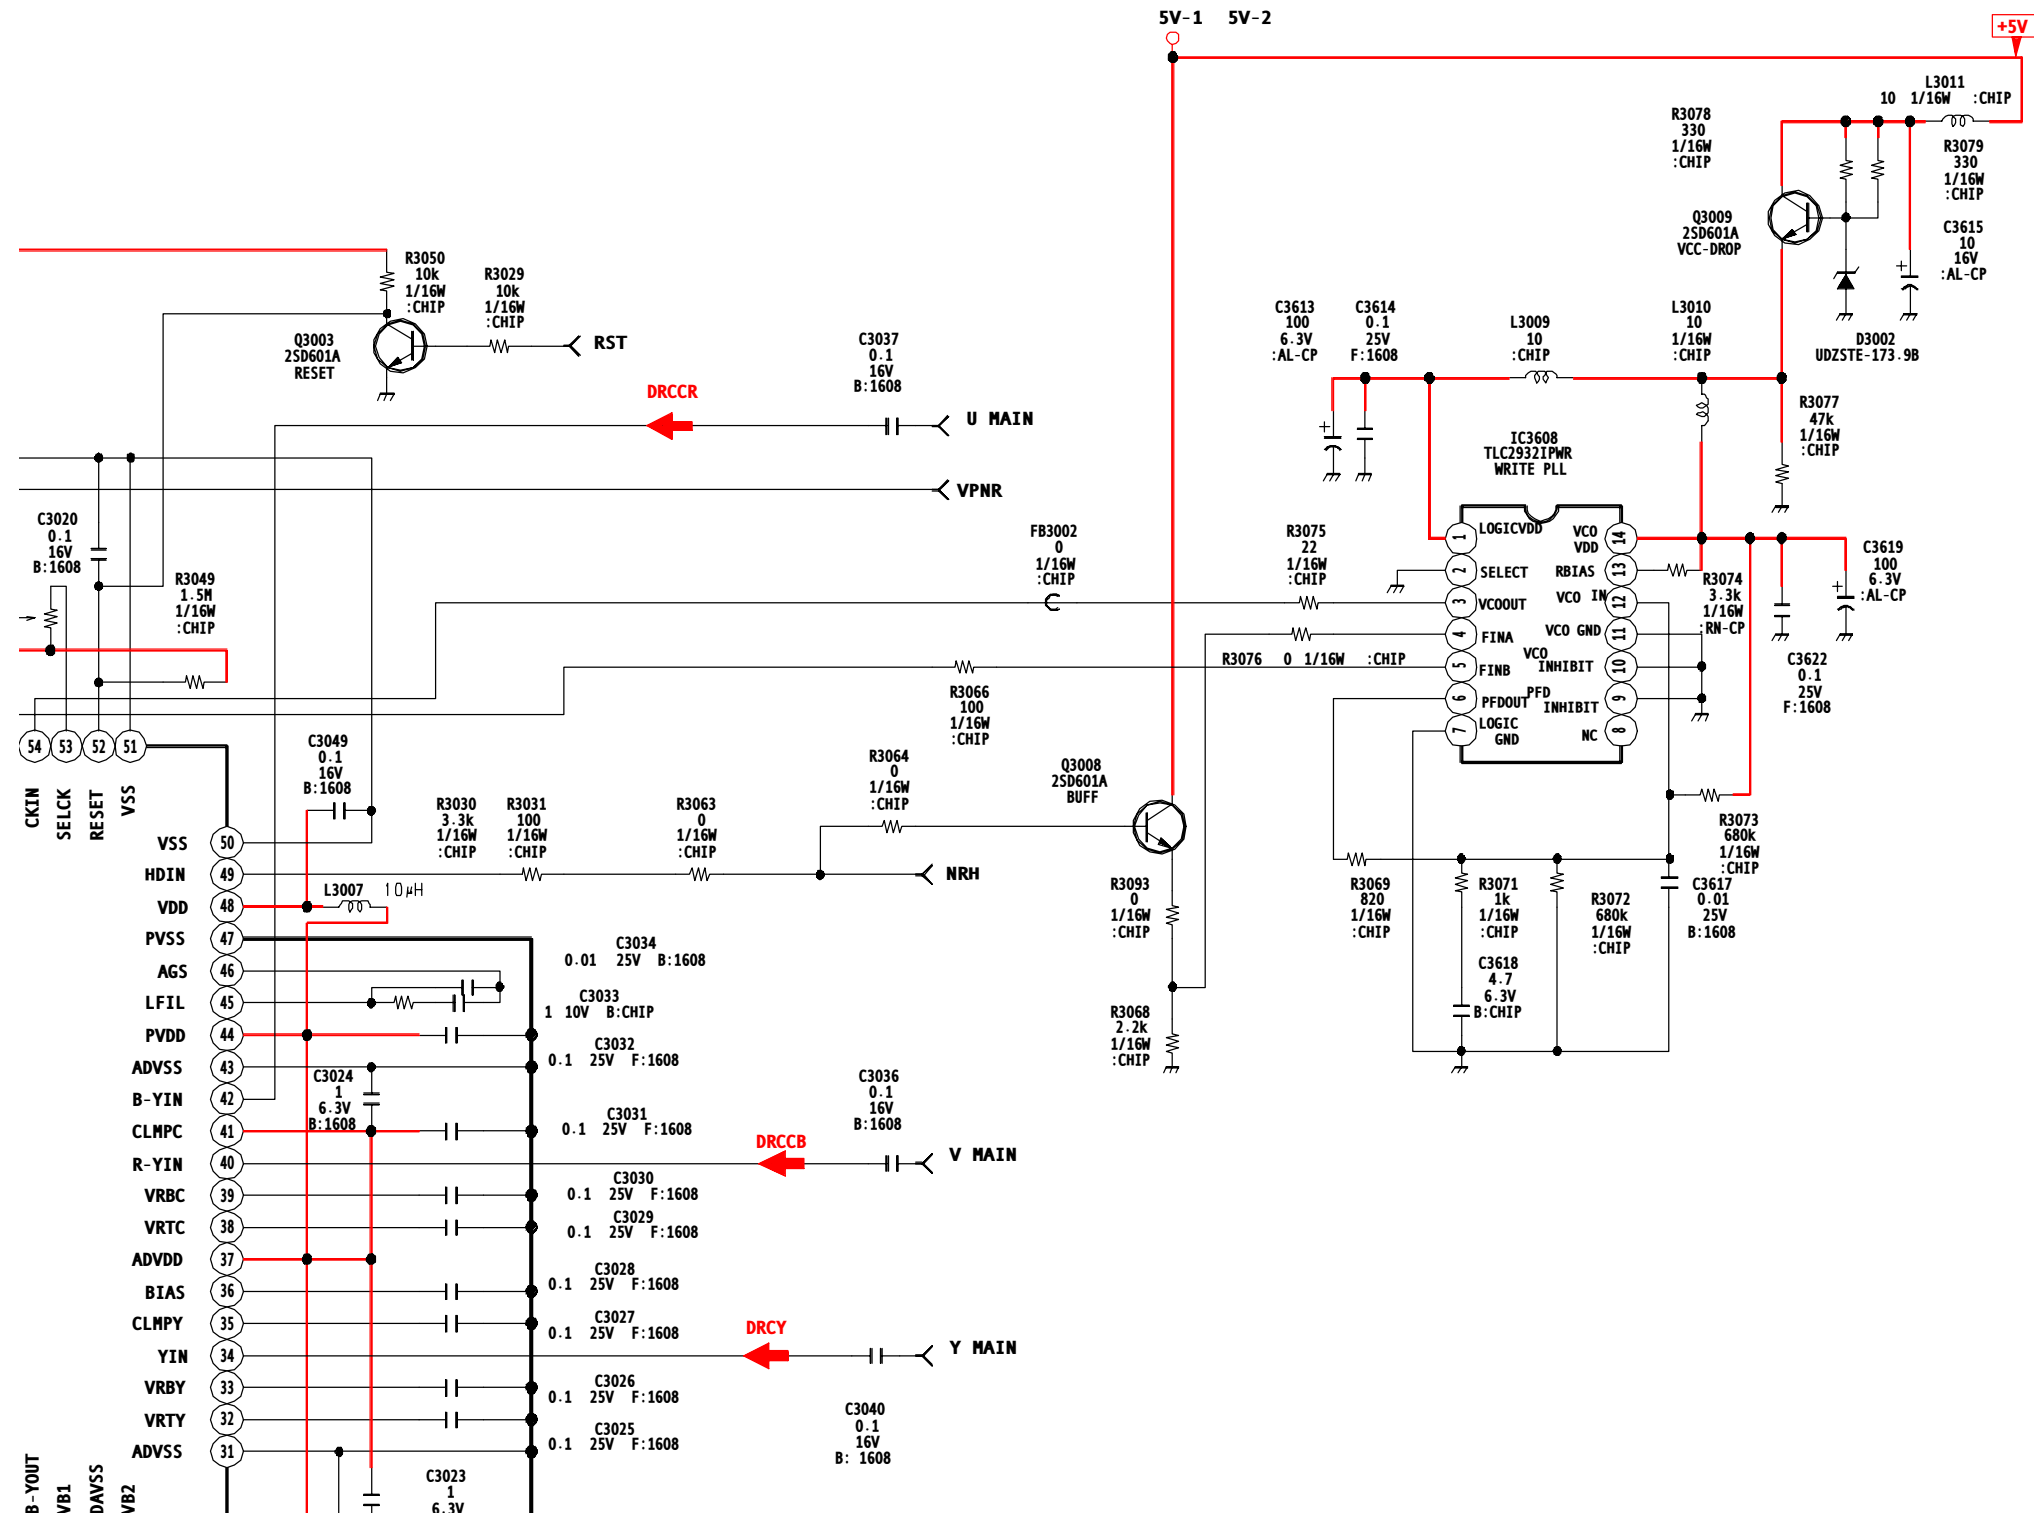 5V-1 5V-2
+5V
L3011
10 1/16W :CHIP
R3078
330
1/16W
:CHIP
R3079
330
1/16W
:CHIP
Q3009
2SD601A
VCC-DROP
C3615
10
16V
:AL-CP
R3050
10k
1/16W
:CHIP
R3029
10k
1/16W
:CHIP
Q3003
2SD601A
RESET
RST
C3037
0.1
16V
B:1608
DRCCR
U MAIN
VPNR
C3613
100
6.3V
:AL-CP
C3614
0.1
25V
F:1608
L3009
10
:CHIP
L3010
10
1/16W
:CHIP
D3002
UDZSTE-173.9B
R3077
47k
1/16W
:CHIP
IC3608
TLC2932IPWR
WRITE PLL
C3020
0.1
16V
B:1608
R3049
1.5M
1/16W
:CHIP
FB3002
0
1/16W
:CHIP
R3075
22
1/16W
:CHIP
1 LOGICVDD
2 SELECT
3 VCOOUT
4 FINA
5 FINB
6 PFDOUT
7 LOGIC
GND
VCO
VDD 14
RBIAS 13
VCO IN 12
VCO GND 11
VCO
INHIBIT 10
PFD
INHIBIT 9
NC 8
R3074
3.3k
1/16W
:RN-CP
C3619
100
6.3V
:AL-CP
C3622
0.1
25V
F:1608
R3076 0 1/16W :CHIP
R3066
100
1/16W
:CHIP
54 53 52 51
CKIN
SELCK
RESET
VSS
C3049
0.1
16V
B:1608
R3030
3.3k
1/16W
:CHIP
R3031
100
1/16W
:CHIP
R3063
0
1/16W
:CHIP
R3064
0
1/16W
:CHIP
Q3008
2SD601A
BUFF
NRH
R3073
680k
1/16W
:CHIP
R3093
0
1/16W
:CHIP
R3069
820
1/16W
:CHIP
R3071
1k
1/16W
:CHIP
R3072
680k
1/16W
:CHIP
C3617
0.01
25V
B:1608
C3618
4.7
6.3V
B:CHIP
R3068
2.2k
1/16W
:CHIP
VSS 50
HDIN 49
VDD 48
L3007 10μH
PVSS 47
AGS 46
LFIL 45
PVDD 44
ADVSS 43
B-YIN 42
CLMPC 41
R-YIN 40
VRBC 39
VRTC 38
ADVDD 37
BIAS 36
CLMPY 35
YIN 34
VRBY 33
VRTY 32
ADVSS 31
C3034
0.01 25V B:1608
C3033
1 10V B:CHIP
C3032
0.1 25V F:1608
C3024
1
6.3V
B:1608
C3031
0.1 25V F:1608
C3036
0.1
16V
B:1608
DRCCB
V MAIN
C3030
0.1 25V F:1608
C3029
0.1 25V F:1608
C3028
0.1 25V F:1608
C3027
0.1 25V F:1608
DRCY
Y MAIN
C3026
0.1 25V F:1608
C3025
0.1 25V F:1608
C3040
0.1
16V
B: 1608
C3023
1
6.3V
B-YOUT
VB1
DAVSS
VB2